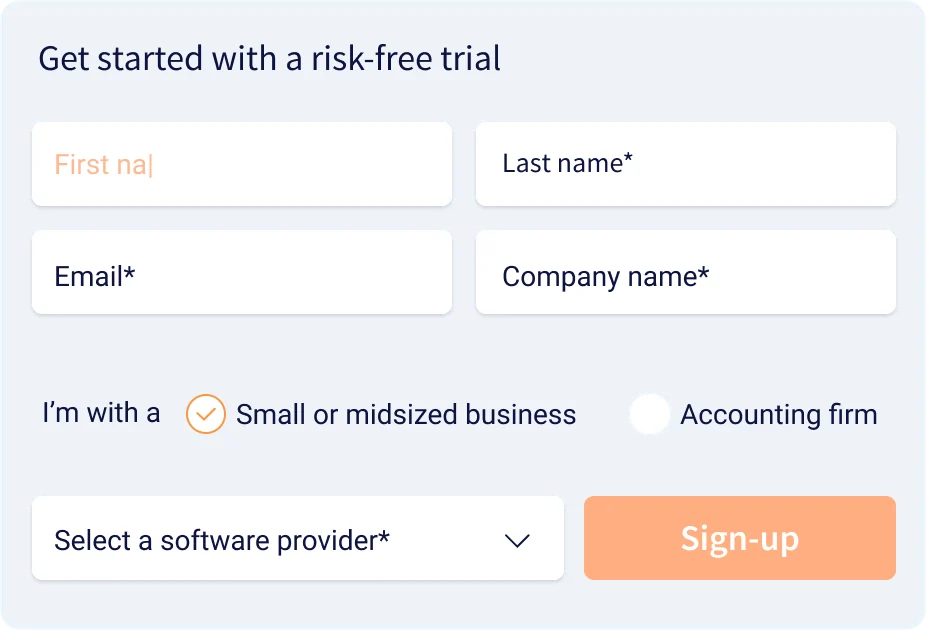 Get started with a risk-free trial
First na|
Last name*
Email*
Company name*
I’m with a
Small or midsized business
Accounting firm
Select a software provider*
Sign-up